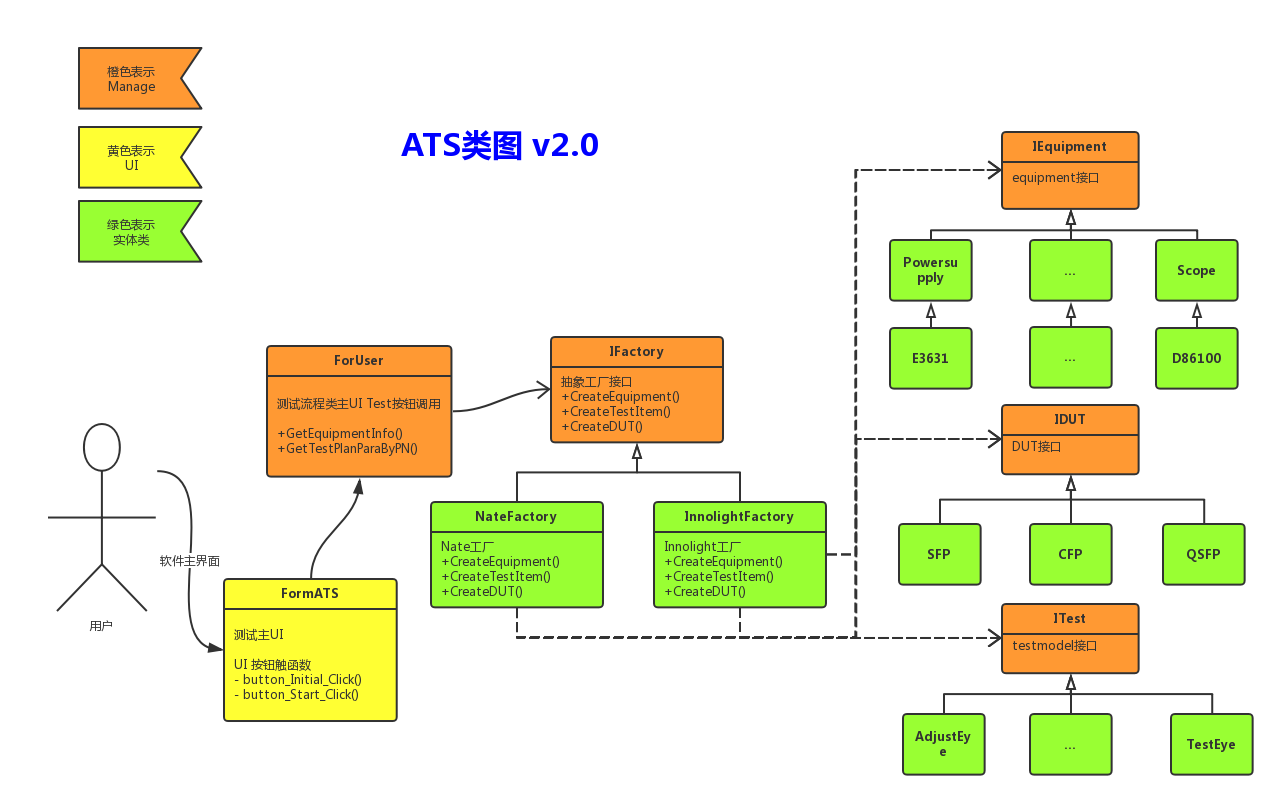 橙色表示
Manage
黄色表示
UI
绿色表示
实体类
ATS类图 v2.0
用户
软件主界面
FormATS
测试主UI
UI 按钮触函数
- button_Initial_Click()
- button_Start_Click()
ForUser
测试流程类主UI Test按钮调用
+GetEquipmentInfo()
+GetTestPlanParaByPN()
IFactory
抽象工厂接口
+CreateEquipment()
+CreateTestItem()
+CreateDUT()
NateFactory
Nate工厂
+CreateEquipment()
+CreateTestItem()
+CreateDUT()
InnolightFactory
Innolight工厂
+CreateEquipment()
+CreateTestItem()
+CreateDUT()
IEquipment
equipment接口
Powersu
pply
...
Scope
E3631
...
D86100
IDUT
DUT接口
SFP
CFP
QSFP
ITest
testmodel接口
AdjustEy
e
...
TestEye